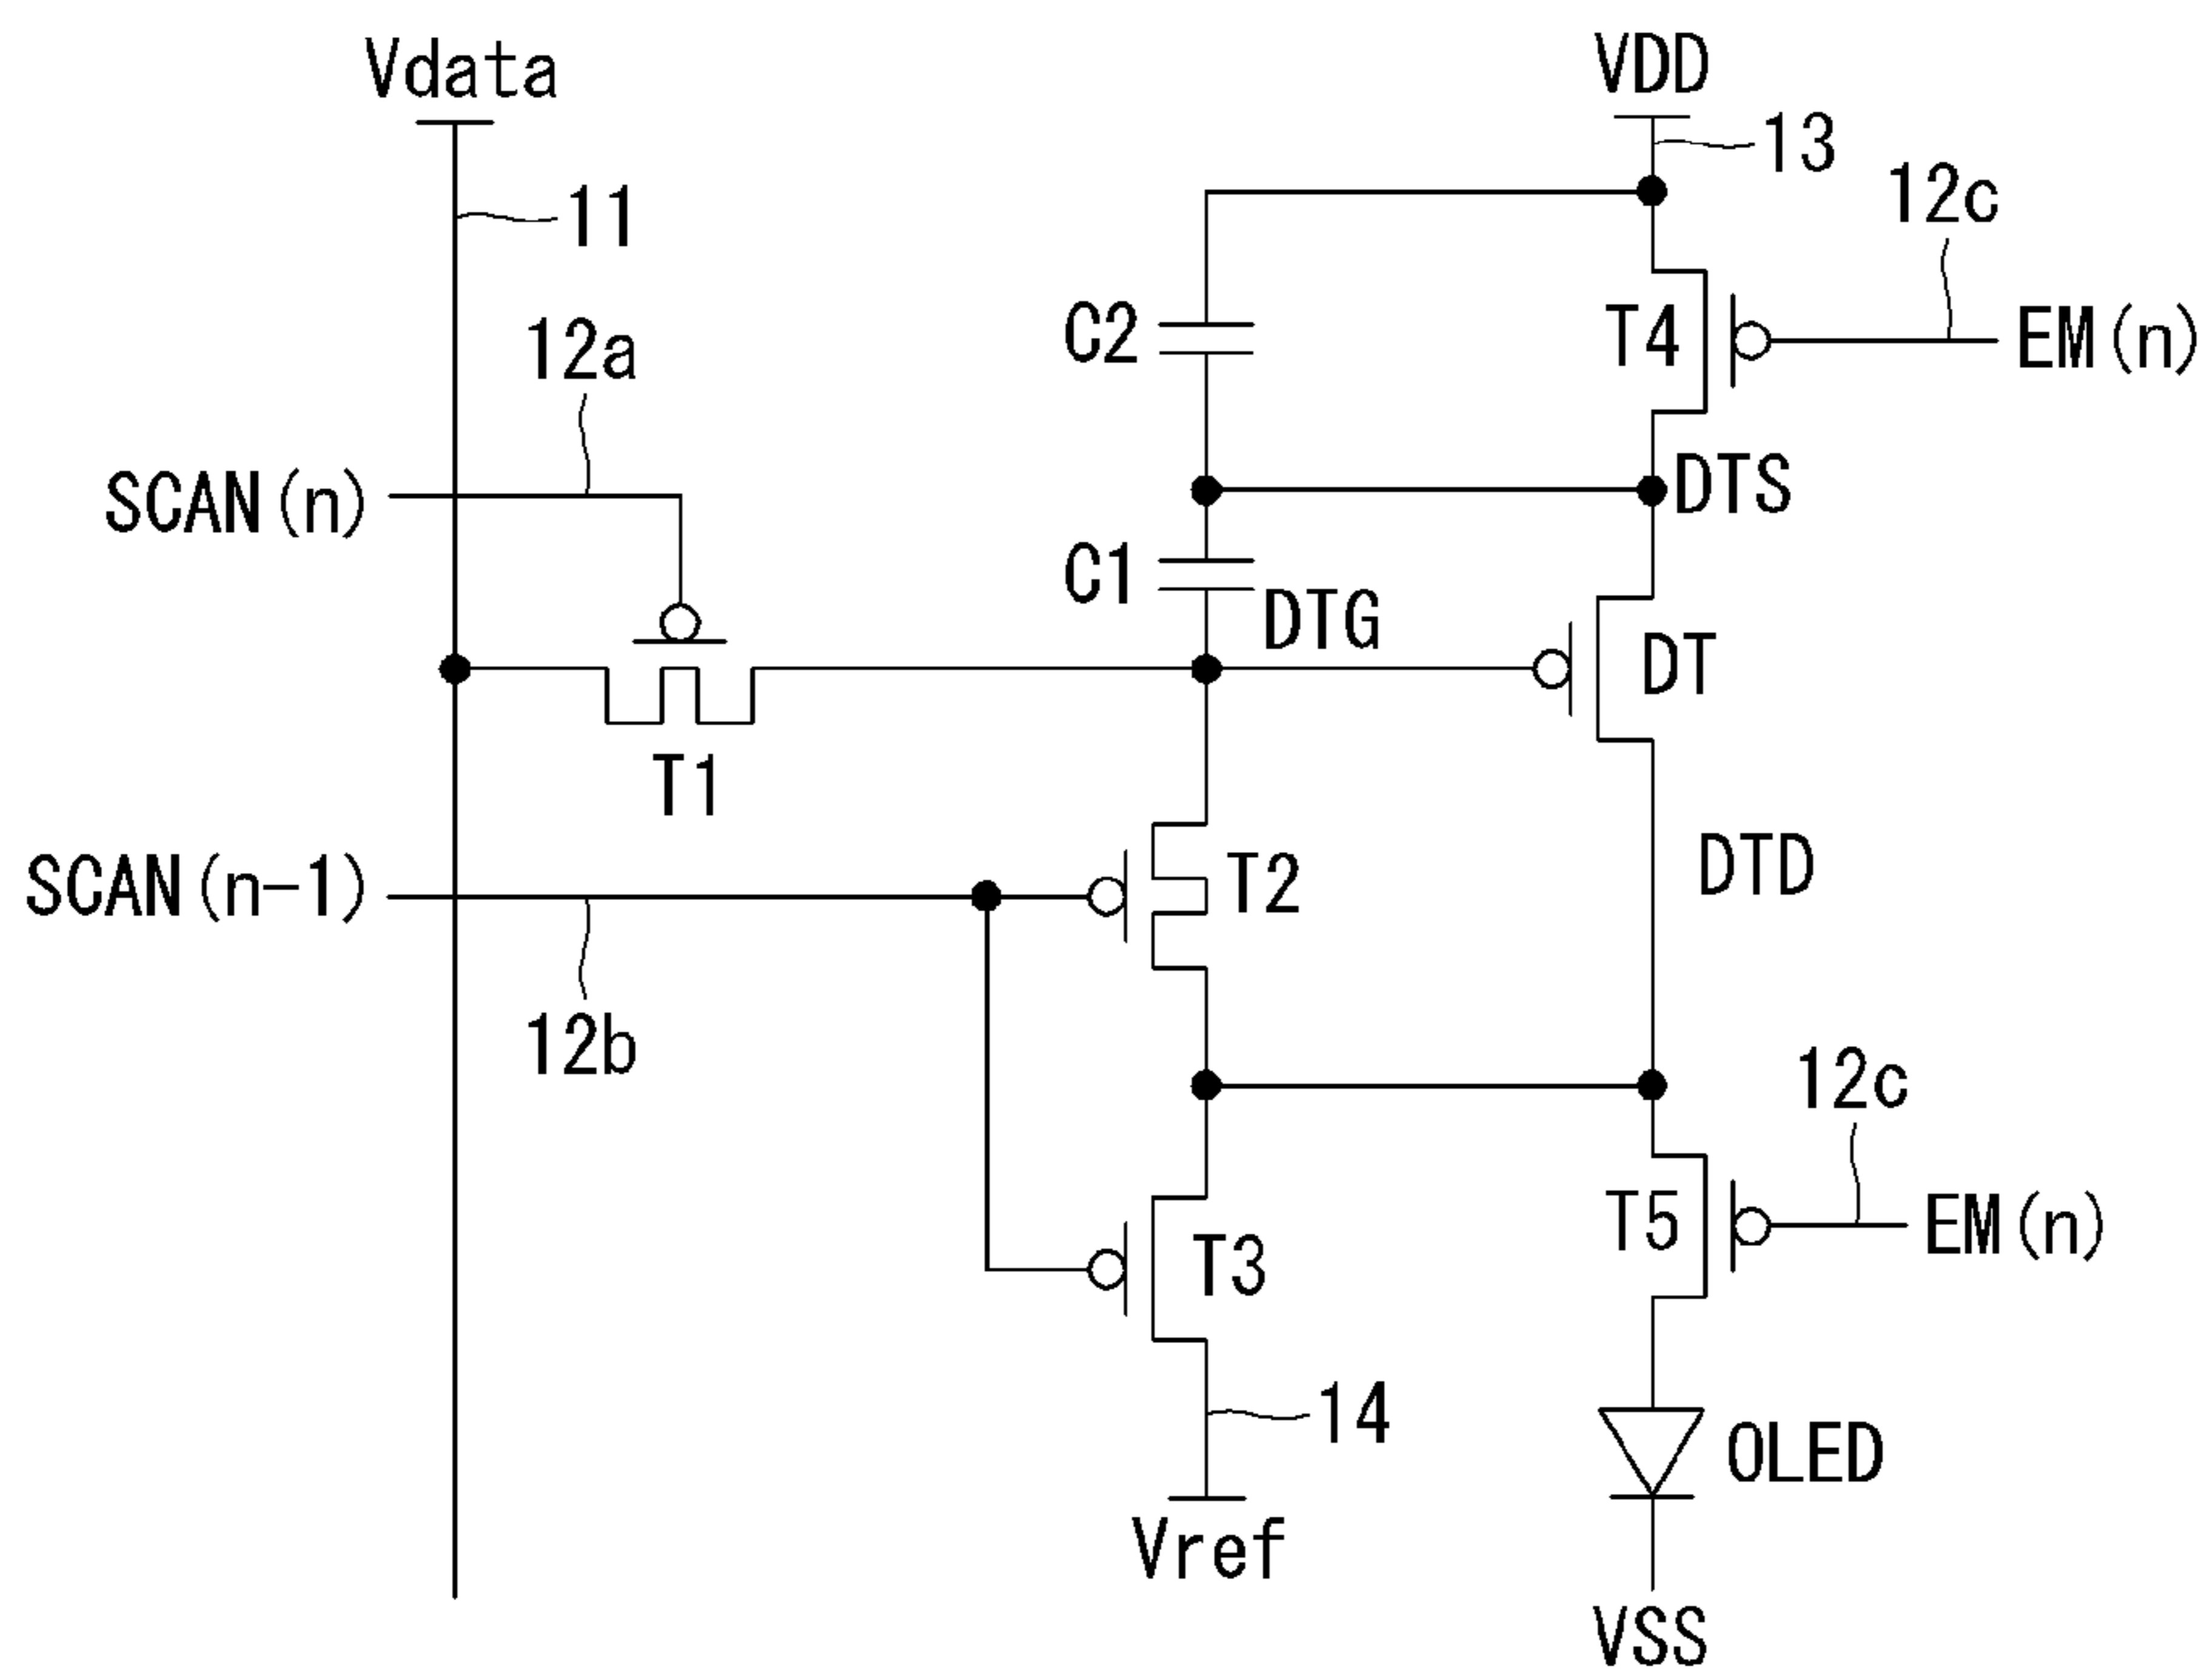 Vdata
VDD
13
11
12c
C2
T4
EM(n)
12a
SCAN(n)
DTS
C1
DTG
DT
T1
SCAN(n-1)
T2
DTD
12b
12c
T3
T5
EM(n)
14
OLED
Vref
VSS